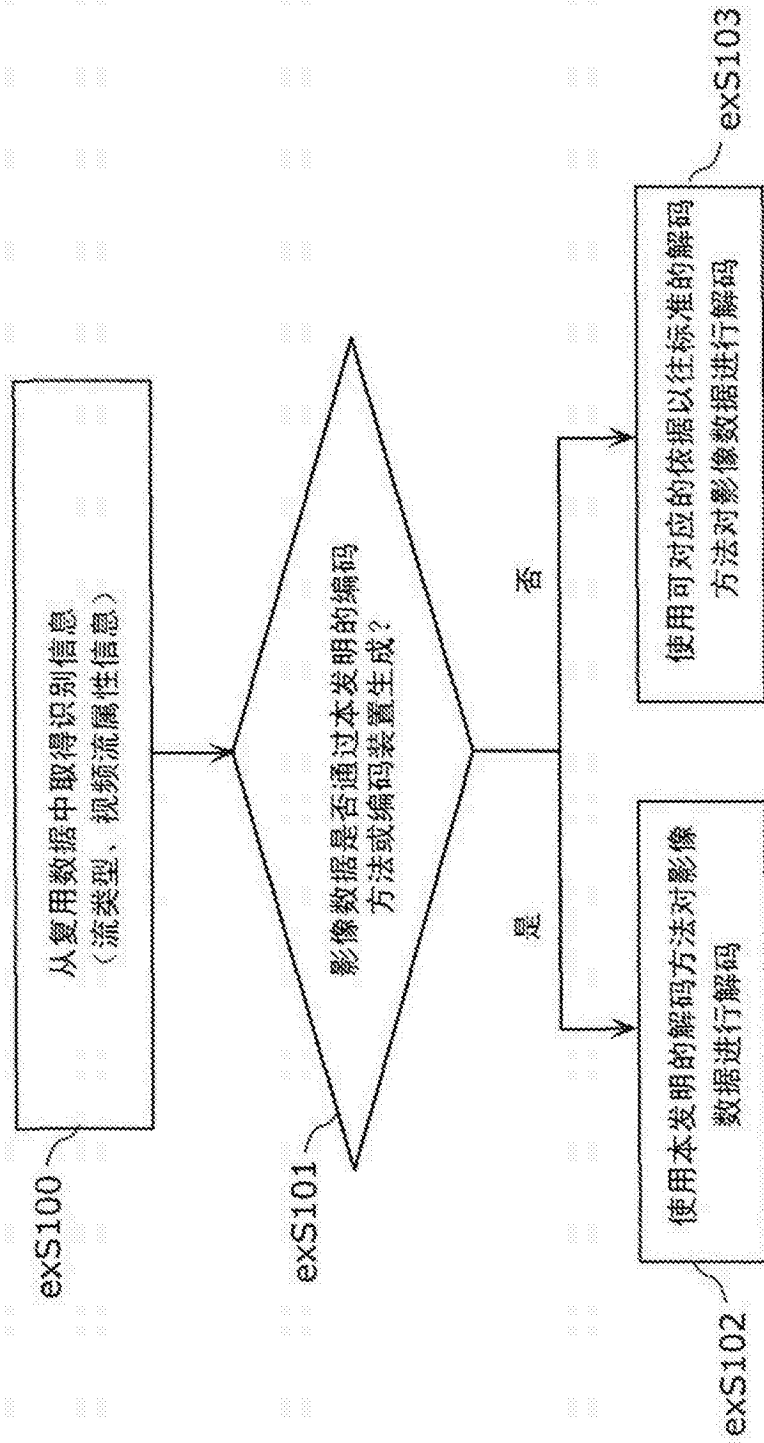 exS100
从复用数据中取得识别信息
（流类型、视频流属性信息）
exS101
影像数据是否通过本发明的编码
方法或编码装置生成？
是
否
exS102
使用本发明的解码方法对影像
数据进行解码
使用可对应的依据以往标准的解码
方法对影像数据进行解码
exS103